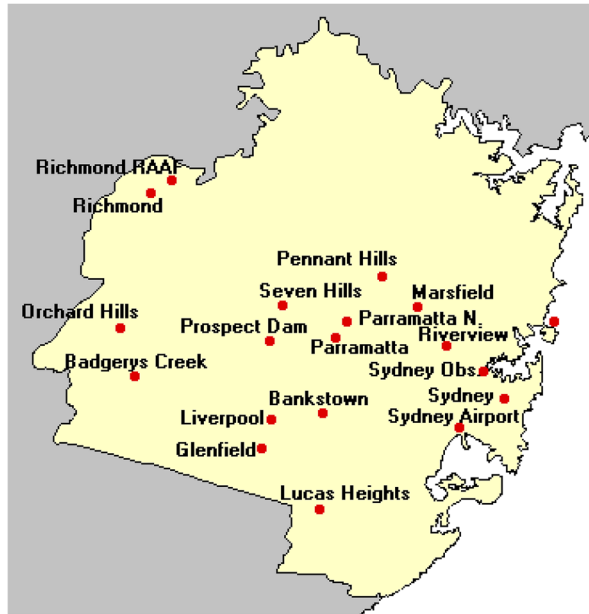 Richmond RAAF
Richmond
Pennant Hills
Seven Hills
Marsfield
Orchard Hills
Parramatta N.
Prospect Dam
Riverview
Parramatta
Badgerys Creek
Sydney Obs.
Bankstown
Sydney
Liverpool
Sydney Airport
Glenfield
Lucas Heights